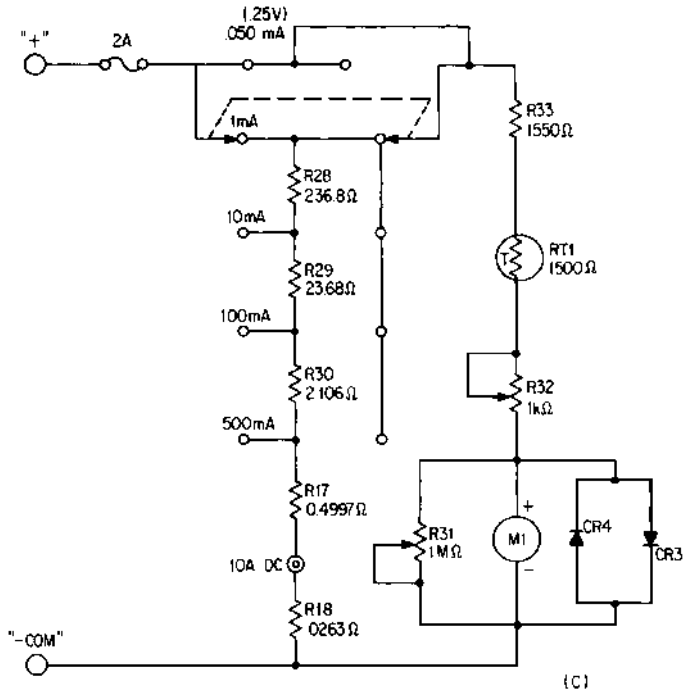 (.25V)
.050 mA
"+"
2A
1mA
R33
1550Ω
R28
236.8Ω
10mA
T
RT1
1500Ω
R29
23.68Ω
100mA
R30
2.106Ω
R32
1kΩ
500mA
R17
0.4997Ω
R31
1MΩ
+
M1
-
CR4
CR3
10A DC
R18
.0263Ω
"-COM"
(C)